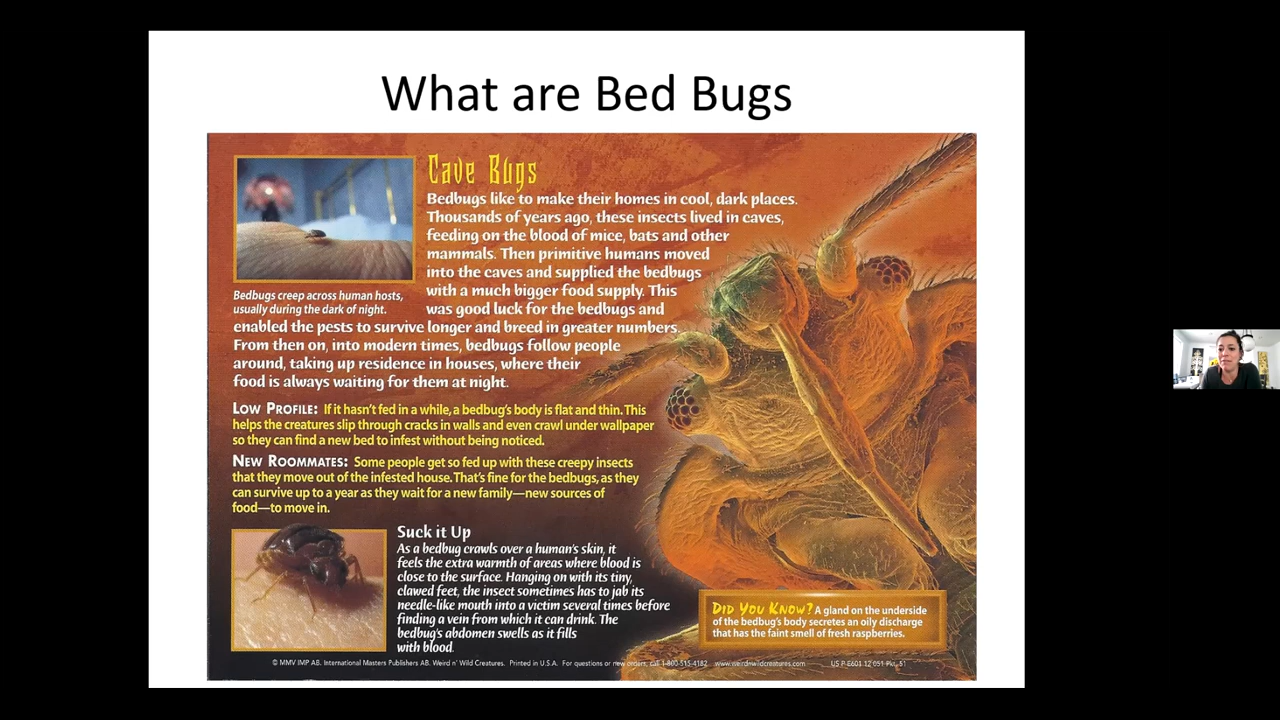 What are Bed Bugs
Cave Bugs
Bedbugs like to make their homes in cool, dark places.
Thousands of years ago, these insects lived in caves,
feeding on the blood of mice, bats and other
mammals. Then primitive humans moved
into the caves and supplied the bedbugs
with a much bigger food supply. This
was good luck for the bedbugs and
enabled the pests to survive longer and breed in greater numbers.
From then on, into modern times, bedbugs follow people
around, taking up residence in houses, where their
food is always waiting for them at night.
Bedbugs creep across human hosts,
usually during the dark of night.
LOW PROFILE: If it hasn't fed in a while, a bedbug's body is flat and thin. This
helps the creatures slip through cracks in walls and even crawl under wallpaper
so they can find a new bed to infest without being noticed.
NEW ROOMMATES: Some people get so fed up with these creepy insects
that they move out of the infested house. That's fine for the bedbugs, as they
can survive up to a year as they wait for a new family—new sources of
food—to move in.
Suck it Up
As a bedbug crawls over a human's skin, it
feels the extra warmth of areas where blood is
close to the surface. Hanging on with its tiny,
clawed feet, the insect sometimes has to jab its
needle-like mouth into a victim several times before
finding a vein from which it can drink. The
bedbug's abdomen swells as it fills
with blood.
DID YOU KNOW? A gland on the underside
of the bedbug's body secretes an oily discharge
that has the faint smell of fresh raspberries.
© MMV IMP AB. International Masters Publishers AB. Weird n' Wild Creatures. Printed in U.S.A. For questions or new orders, call 1-800-515-4182 www.weirdnwildcreatures.com US P E601 12 051 Pkt. 51